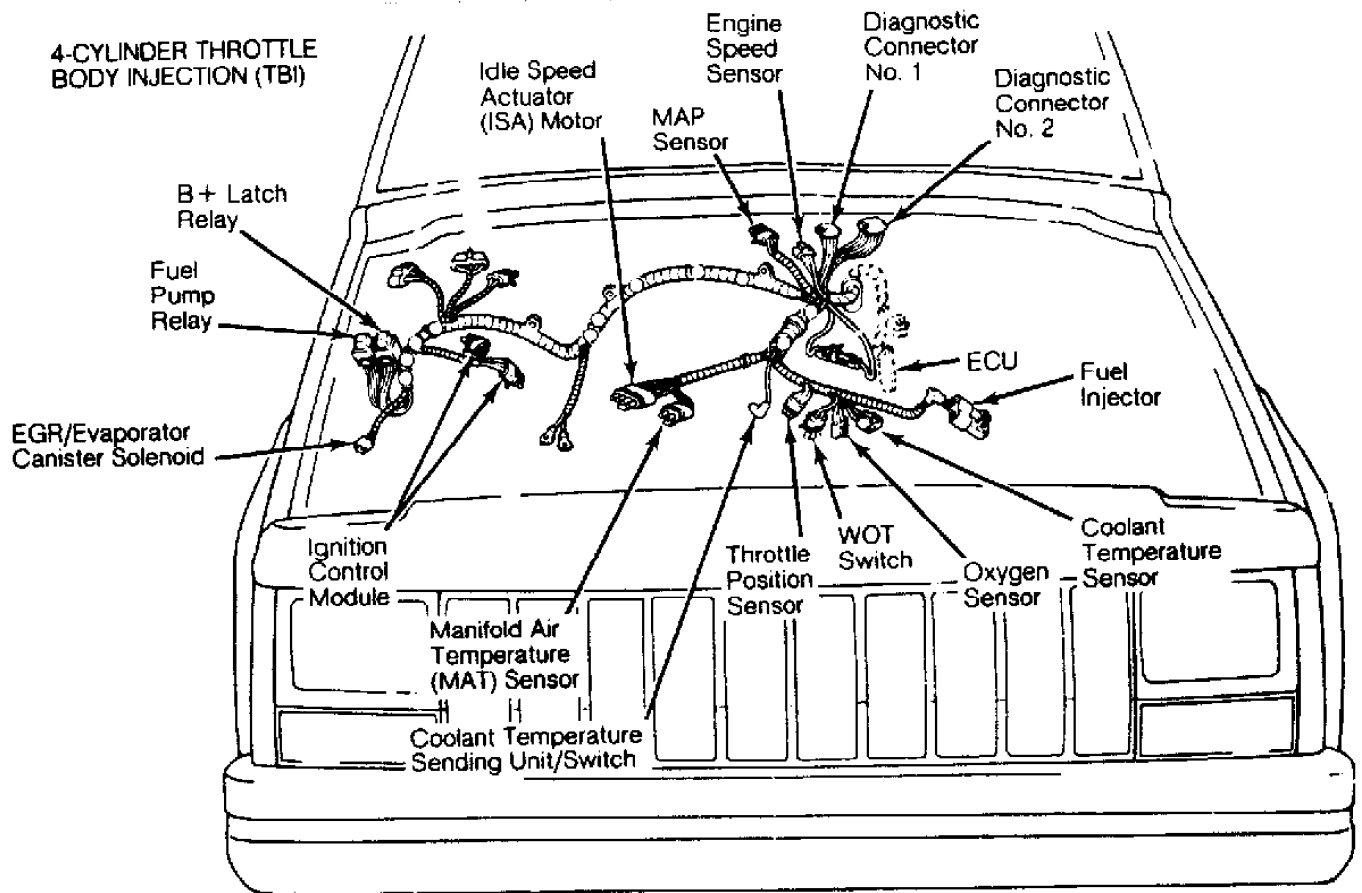 4-CYLINDER THROTTLE
BODY INJECTION (TBI)
Idle Speed
Actuator
(ISA) Motor
MAP
Sensor
Engine
Speed
Sensor
Diagnostic
Connector
No. 1
Diagnostic
Connector
No. 2
B+ Latch
Relay
Fuel
Pump
Relay
EGR/Evaporator
Canister Solenoid
ECU
Fuel
Injector
Ignition
Control
Module
Manifold Air
Temperature
(MAT) Sensor
Coolant Temperature
Sending Unit/Switch
Throttle
Position
Sensor
WOT
Switch
Oxygen
Sensor
Coolant
Temperature
Sensor